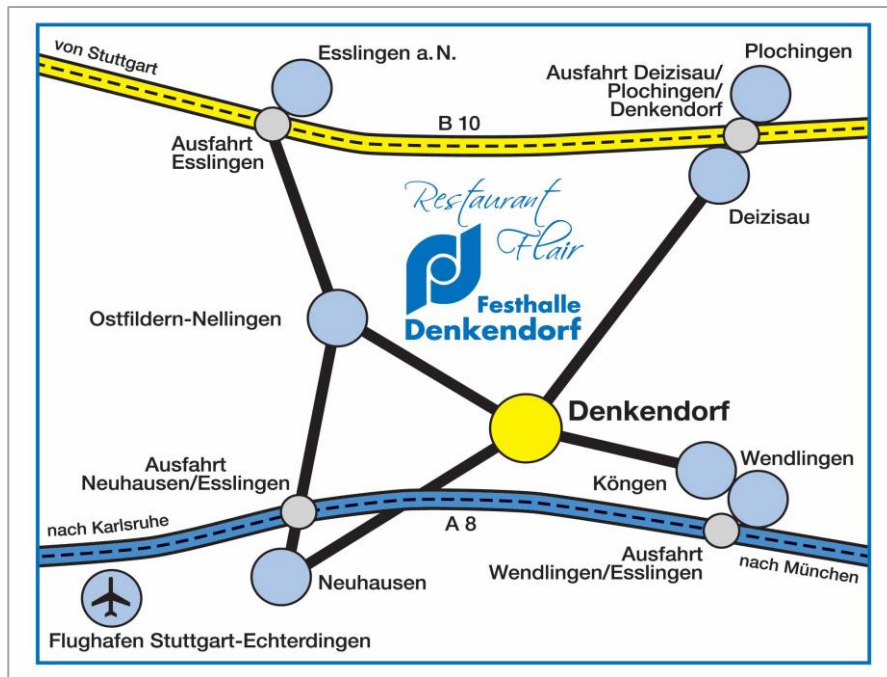 von Stuttgart
Esslingen a. N.
Plochingen
Ausfahrt Deizisau/
Plochingen/
Denkendorf
B 10
Ausfahrt
Esslingen
Deizisau
Restaurant
Flair
Festhalle
Denkendorf
Ostfildern-Nellingen
Denkendorf
Ausfahrt
Neuhausen/Esslingen
Wendlingen
Köngen
nach Karlsruhe
A 8
Ausfahrt
Wendlingen/Esslingen
nach München
Neuhausen
Flughafen Stuttgart-Echterdingen